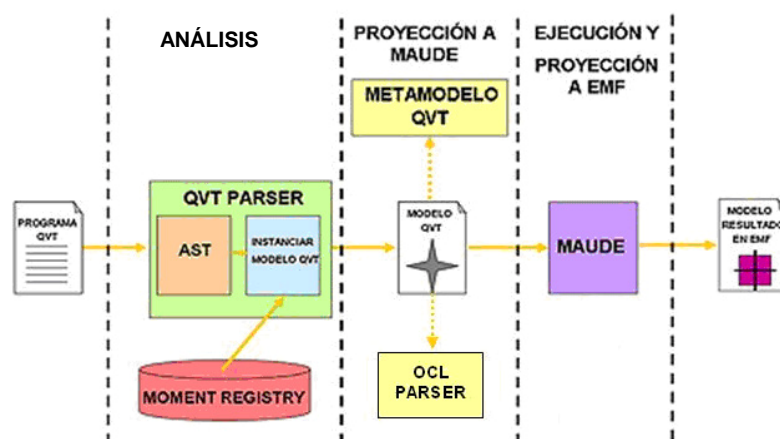 ANÁLISIS
PROYECCIÓN A
MAUDE
EJECUCIÓN Y
PROYECCIÓN
A EMF
METAMODELO
QVT
PROGRAMA
QVT
QVT PARSER
AST
INSTANCIAR
MODELO QVT
MODELO
QVT
MAUDE
MODELO
RESULTADO
EN EMF
MOMENT REGISTRY
OCL
PARSER